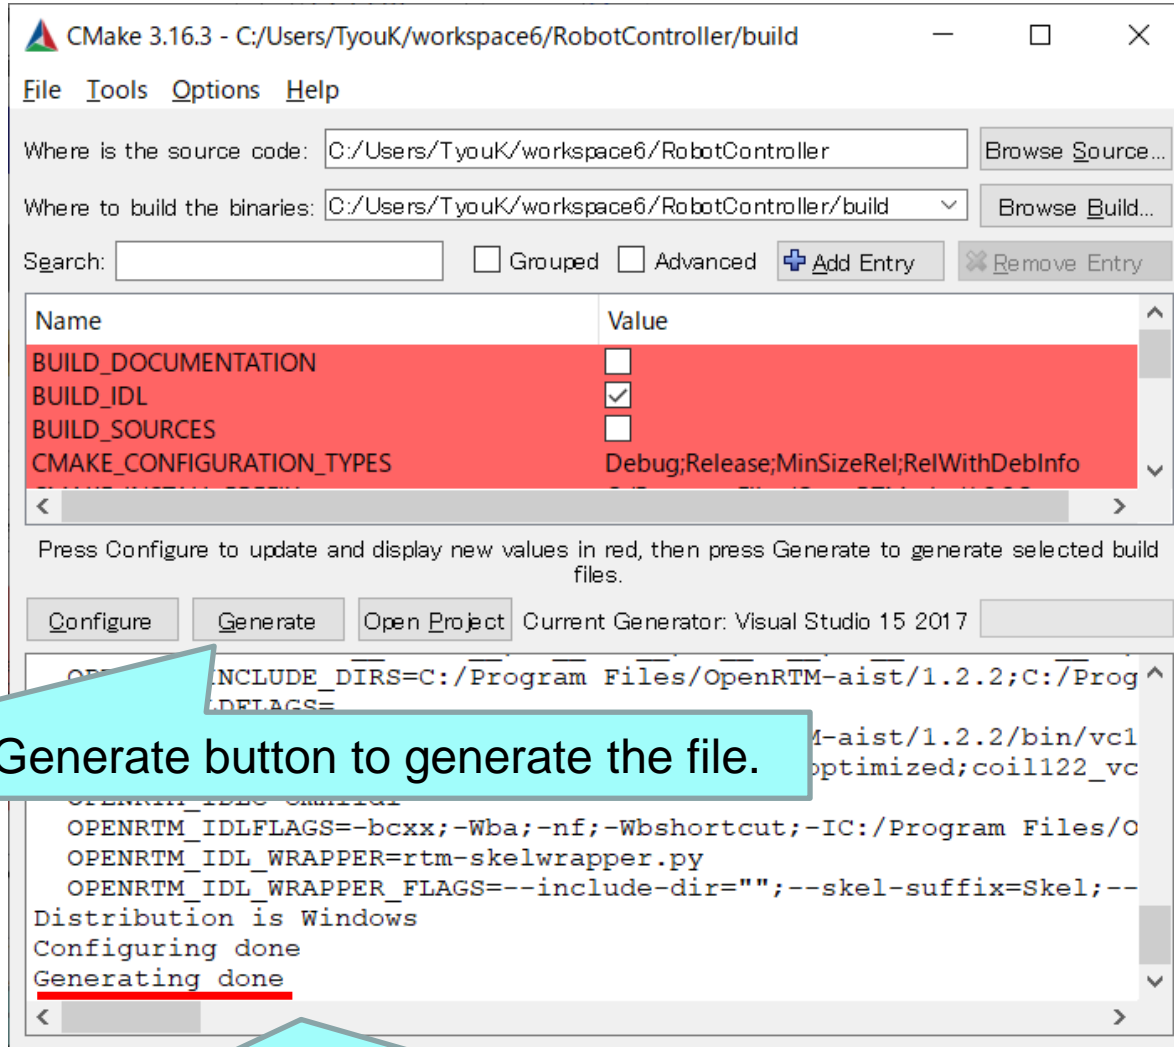 CMake 3.16.3 - C:/Users/TyouK/workspace6/RobotController/build
File Tools Options Help
Where is the source code: C:/Users/TyouK/workspace6/RobotController Browse Source...
Where to build the binaries: C:/Users/TyouK/workspace6/RobotController/build Browse Build...
Search: Grouped Advanced Add Entry Remove Entry
Name Value
BUILD_DOCUMENTATION
BUILD_IDL
BUILD_SOURCES
CMAKE_CONFIGURATION_TYPES Debug;Release;MinSizeRel;RelWithDebInfo
Press Configure to update and display new values in red, then press Generate to generate selected build
files.
Configure Generate Open Project Current Generator: Visual Studio 15 2017
INCLUDE_DIRS=C:/Program Files/OpenRTM-aist/1.2.2;C:/Prog
LDFLAGS=
Generate button to generate the file.
M-aist/1.2.2/bin/vc1
optimized;coil122_vc
OPENRTM_IDLFLAGS=-bcxx;-Wba;-nf;-Wbshortcut;-IC:/Program Files/O
OPENRTM_IDL_WRAPPER=rtm-skelwrapper.py
OPENRTM_IDL_WRAPPER_FLAGS=--include-dir="";--skel-suffix=Skel;--
Distribution is Windows
Configuring done
Generating done